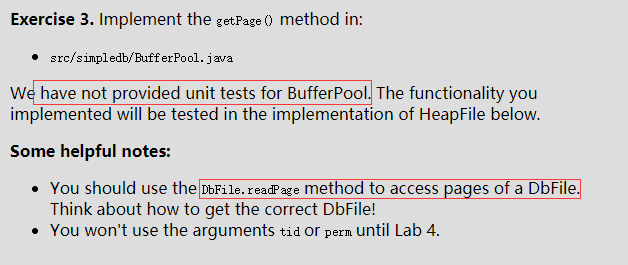 Exercise 3. Implement the getPage() method in:
• src/simpledb/BufferPool.java
We have not provided unit tests for BufferPool. The functionality you
implemented will be tested in the implementation of HeapFile below.
Some helpful notes:
• You should use the DbFile.readPage method to access pages of a DbFile.
Think about how to get the correct DbFile!
• You won't use the arguments tid or perm until Lab 4.